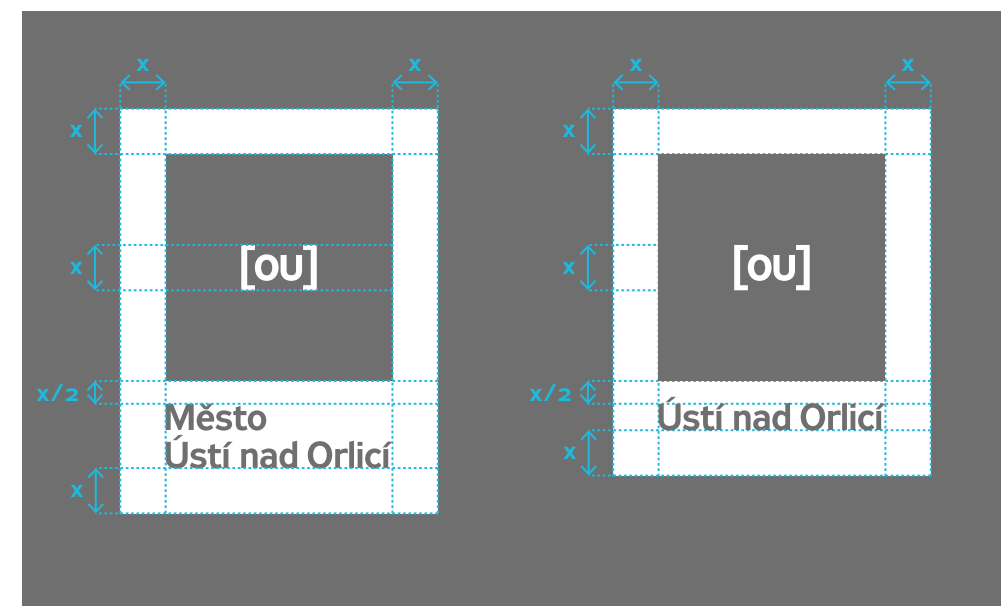 x x
x
[ou]
x
x/2
Město
Ústí nad Orlicí
x
x x
x
[ou]
x
x/2
Ústí nad Orlicí
x